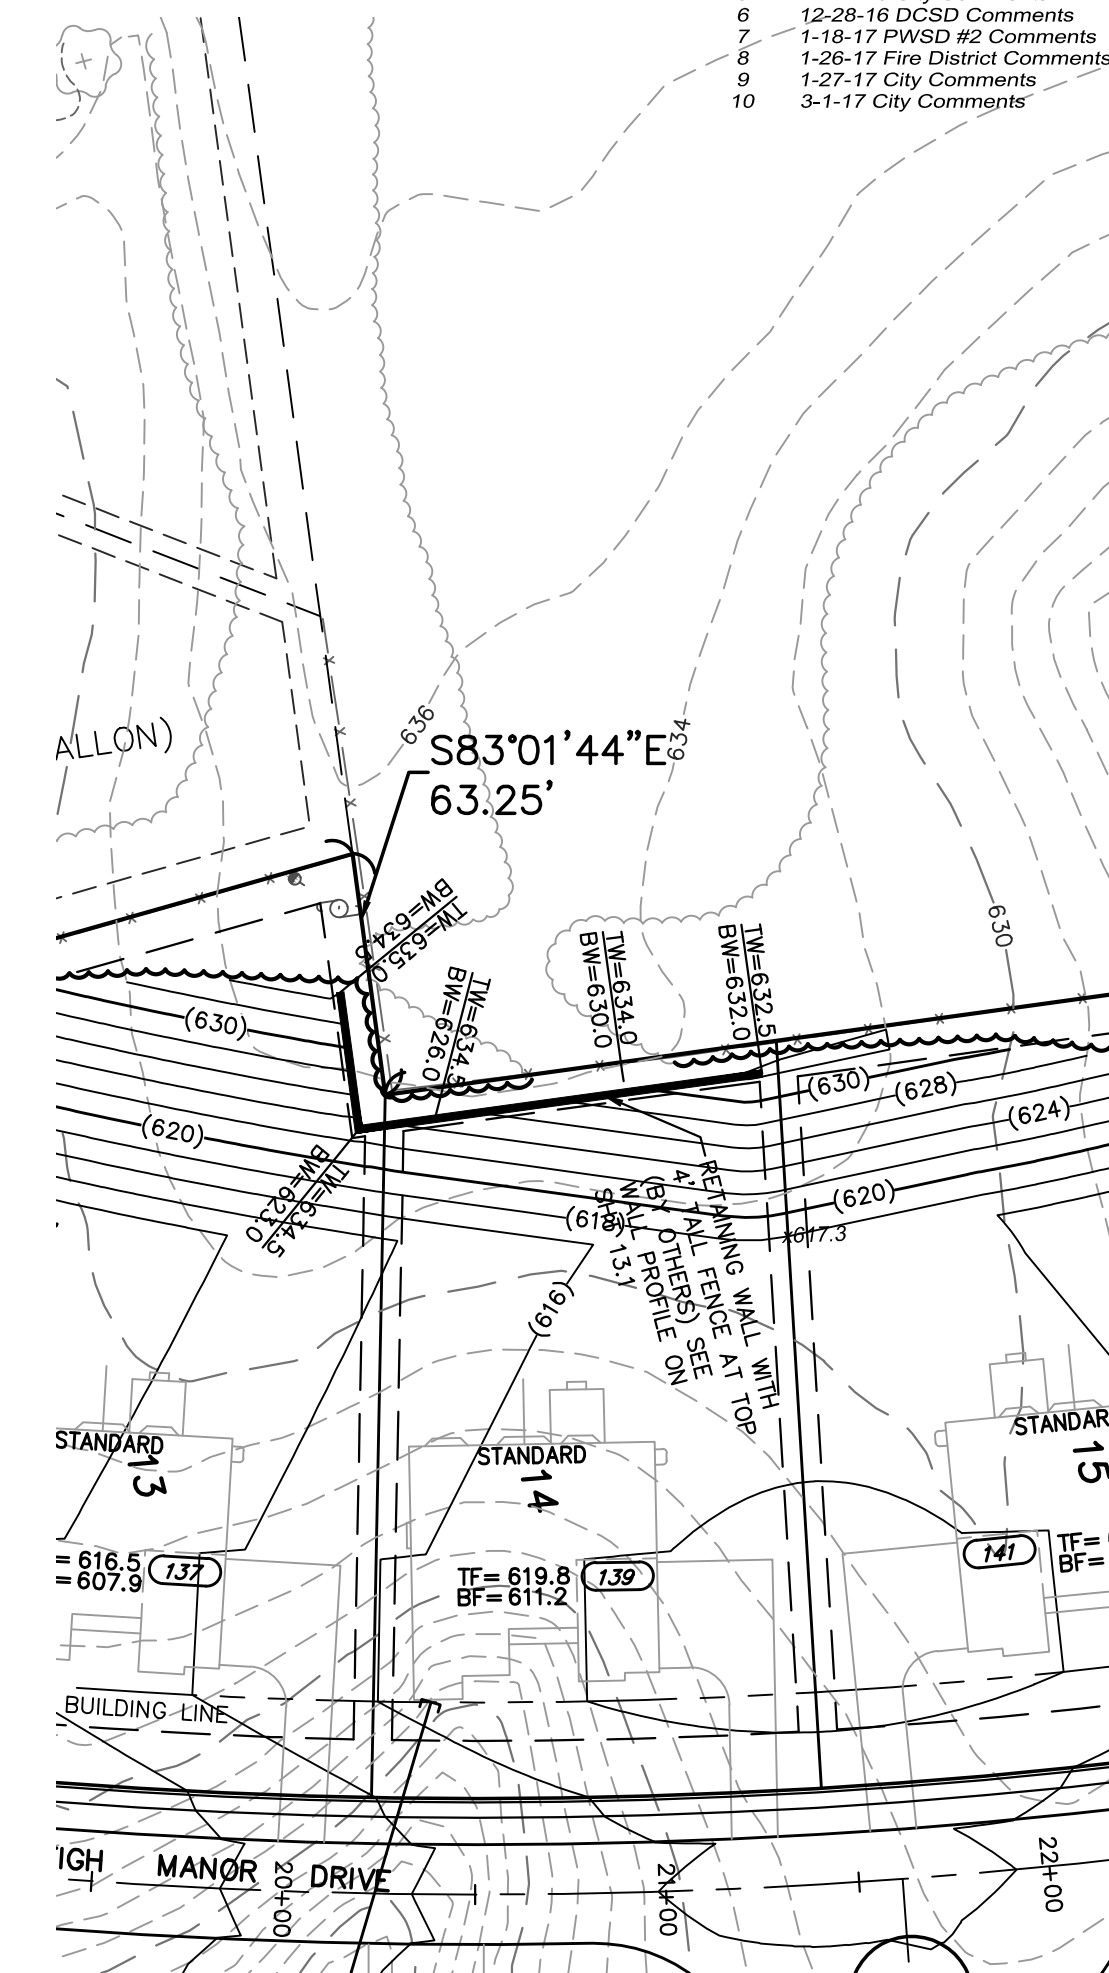 6 12-28-16 DCSD Comments
7 1-18-17 PWSD #2 Comments
8 1-26-17 Fire District Comments
9 1-27-17 City Comments
10 3-1-17 City Comments
636
634
S83°01'44"E
63.25'
ALLON)
630
TW=635.0
BW=634.5
TW=634.5
BW=626.0
TW=634.0
BW=630.0
TW=632.5
BW=632.0
(630)
(630)
(628)
(624)
(620)
(620)
TW=634.5
BW=623.0
(618)
×617.3
(616)
RETAINING WALL WITH
4' TALL FENCE AT TOP
(BY OTHERS) SEE
WALL PROFILE ON
SHT 13.1
STANDARD
13
STANDARD
14
STANDAR
15
= 616.5
= 607.9
137
TF= 619.8
BF= 611.2
139
141
TF=
BF=
BUILDING LINE
IGH MANOR DRIVE
20+00
21+00
22+00